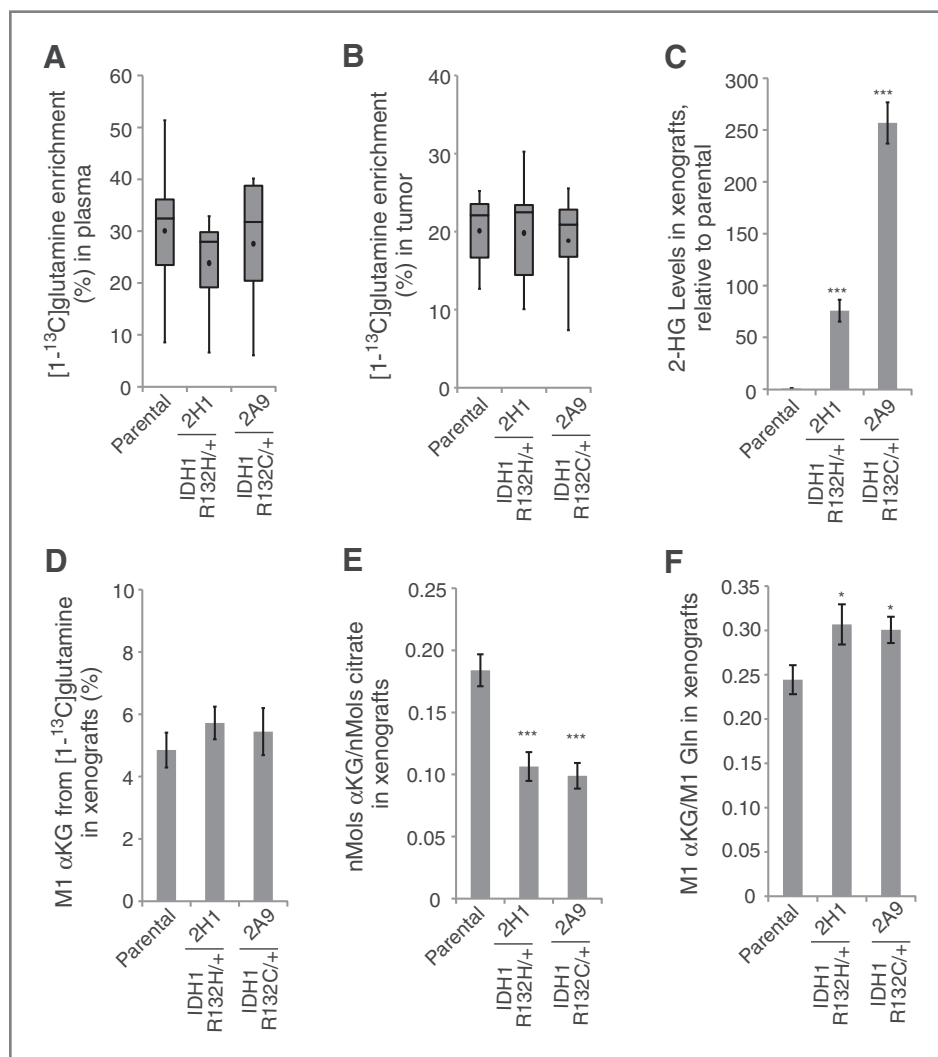 A
[1-¹³C]glutamine enrichment
(%) in plasma
60
50
40
30
20
10
0
Parental
2H1
IDH1
R132H/+
2A9
IDH1
R132C/+
B
[1-¹³C]glutamine enrichment
(%) in tumor
40
30
20
10
0
Parental
2H1
IDH1
R132H/+
2A9
IDH1
R132C/+
C
2-HG Levels in xenografts,
relative to parental
300
250
200
150
100
50
0
***
***
Parental
2H1
IDH1
R132H/+
2A9
IDH1
R132C/+
D
M1 αKG from [1-¹³C]glutamine
in xenografts (%)
10
8
6
4
2
0
Parental
2H1
IDH1
R132H/+
2A9
IDH1
R132C/+
E
nMols αKG/nMols citrate
in xenografts
0.25
0.20
0.15
0.10
0.05
0
***
***
Parental
2H1
IDH1
R132H/+
2A9
IDH1
R132C/+
F
M1 αKG/M1 Gln in xenografts
0.35
0.30
0.25
0.20
0.15
0.10
0.05
0
*
*
Parental
2H1
IDH1
R132H/+
2A9
IDH1
R132C/+